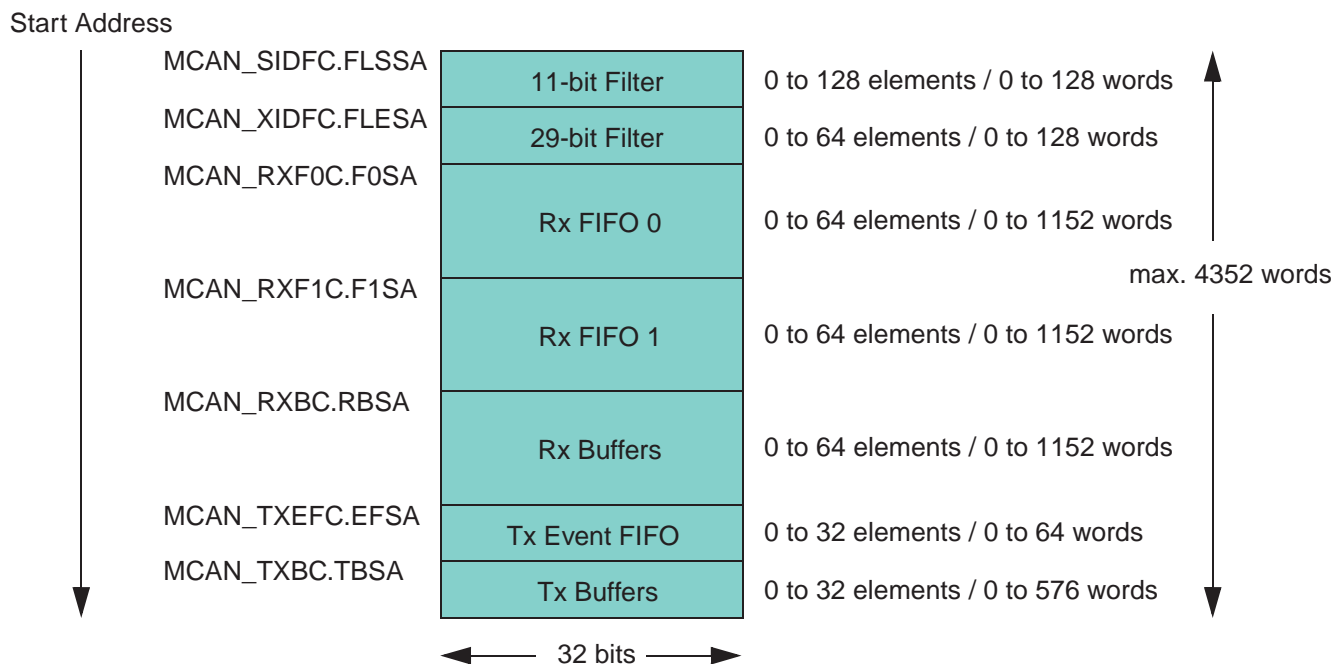 Start Address
MCAN_SIDFC.FLSSA
11-bit Filter
0 to 128 elements / 0 to 128 words
MCAN_XIDFC.FLESA
29-bit Filter
0 to 64 elements / 0 to 128 words
MCAN_RXF0C.F0SA
Rx FIFO 0
0 to 64 elements / 0 to 1152 words
max. 4352 words
MCAN_RXF1C.F1SA
Rx FIFO 1
0 to 64 elements / 0 to 1152 words
MCAN_RXBC.RBSA
Rx Buffers
0 to 64 elements / 0 to 1152 words
MCAN_TXEFC.EFSA
Tx Event FIFO
0 to 32 elements / 0 to 64 words
MCAN_TXBC.TBSA
Tx Buffers
0 to 32 elements / 0 to 576 words
32 bits